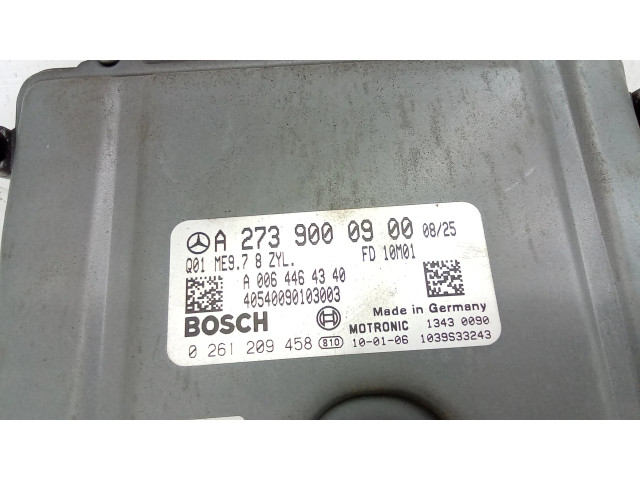 A 273 900 09 00 08/25
Q01 ME9.7 8 ZYL. FD 10M01
A 006 446 43 40
40540090103003
BOSCH
Made in Germany
MOTRONIC 1343 0090
0 261 209 458 810 10-01-06 1039S33243